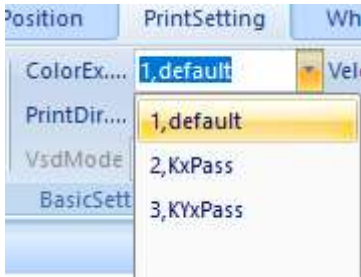 Position PrintSetting Wh
ColorEx.... 1,default Vel
PrintDir.... 1,default
VsdMode 2,KxPass
3,KYxPass
BasicSett